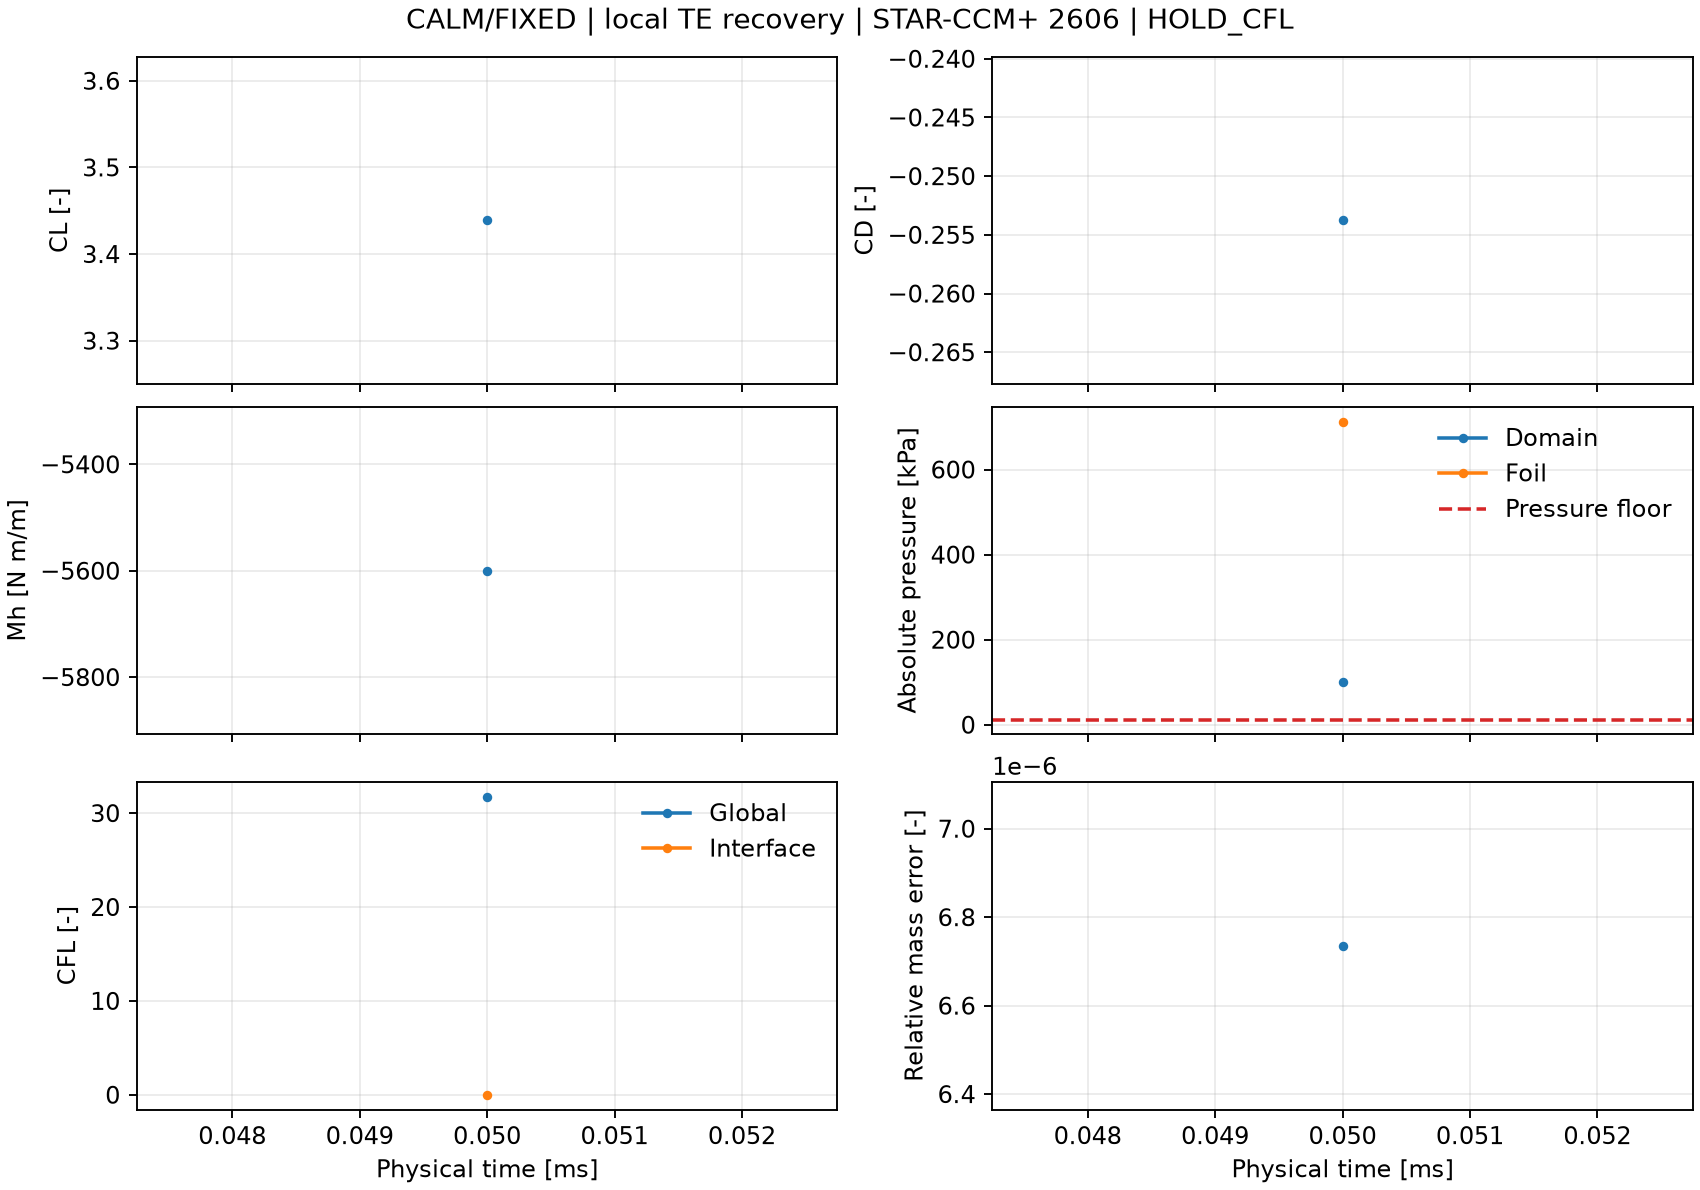 CALM/FIXED | local TE recovery | STAR-CCM+ 2606 | HOLD_CFL
CL [-]
3.6
3.5
3.4
3.3
CD [-]
−0.240
−0.245
−0.250
−0.255
−0.260
−0.265
Mh [N m/m]
−5400
−5600
−5800
Absolute pressure [kPa]
600
400
200
0
Domain
Foil
Pressure floor
CFL [-]
30
20
10
0
Global
Interface
0.048 0.049 0.050 0.051 0.052
Physical time [ms]
1e−6
Relative mass error [-]
7.0
6.8
6.6
6.4
0.048 0.049 0.050 0.051 0.052
Physical time [ms]